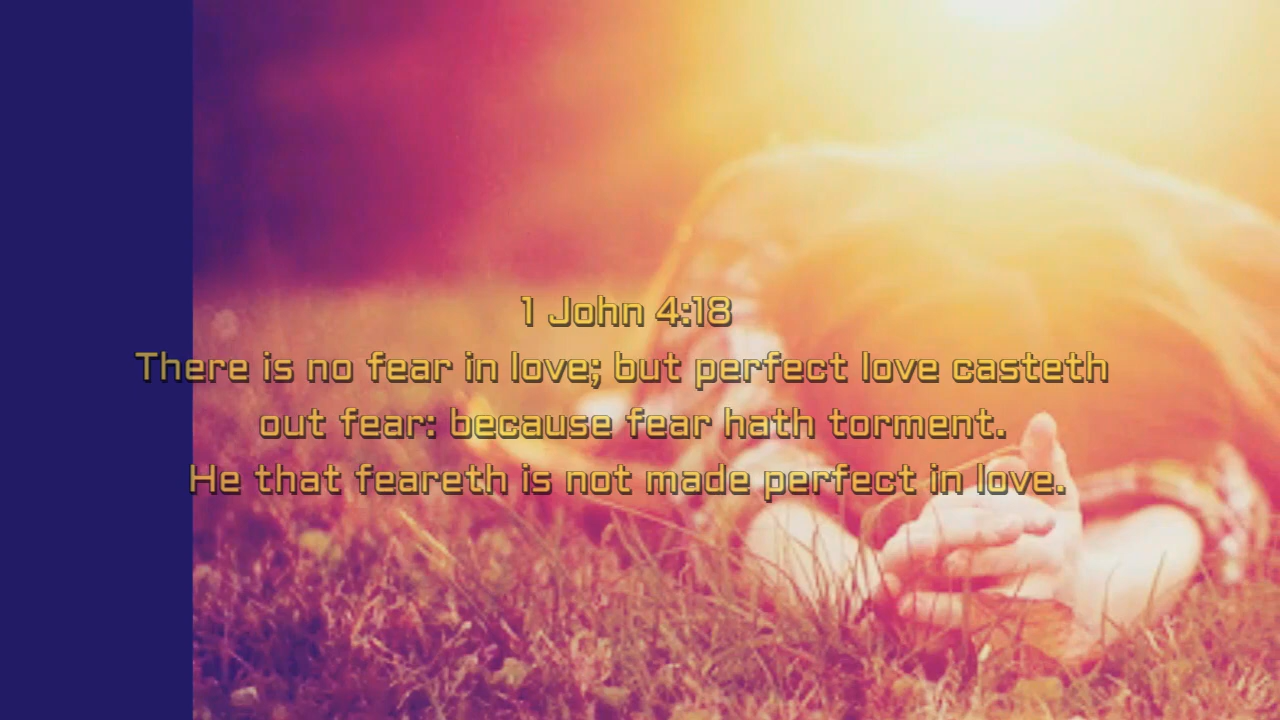 1 John 4:18
There is no fear in love; but perfect love casteth
out fear: because fear hath torment.
He that feareth is not made perfect in love.